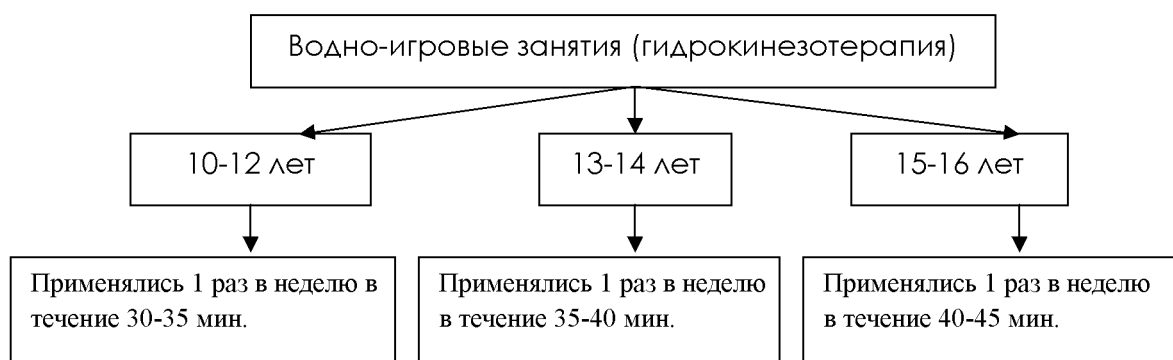 Водно-игровые занятия (гидрокинезотерапия)
10-12 лет
13-14 лет
15-16 лет
Применялись 1 раз в неделю в
течение 30-35 мин.
Применялись 1 раз в неделю
в течение 35-40 мин.
Применялись 1 раз в неделю
в течение 40-45 мин.